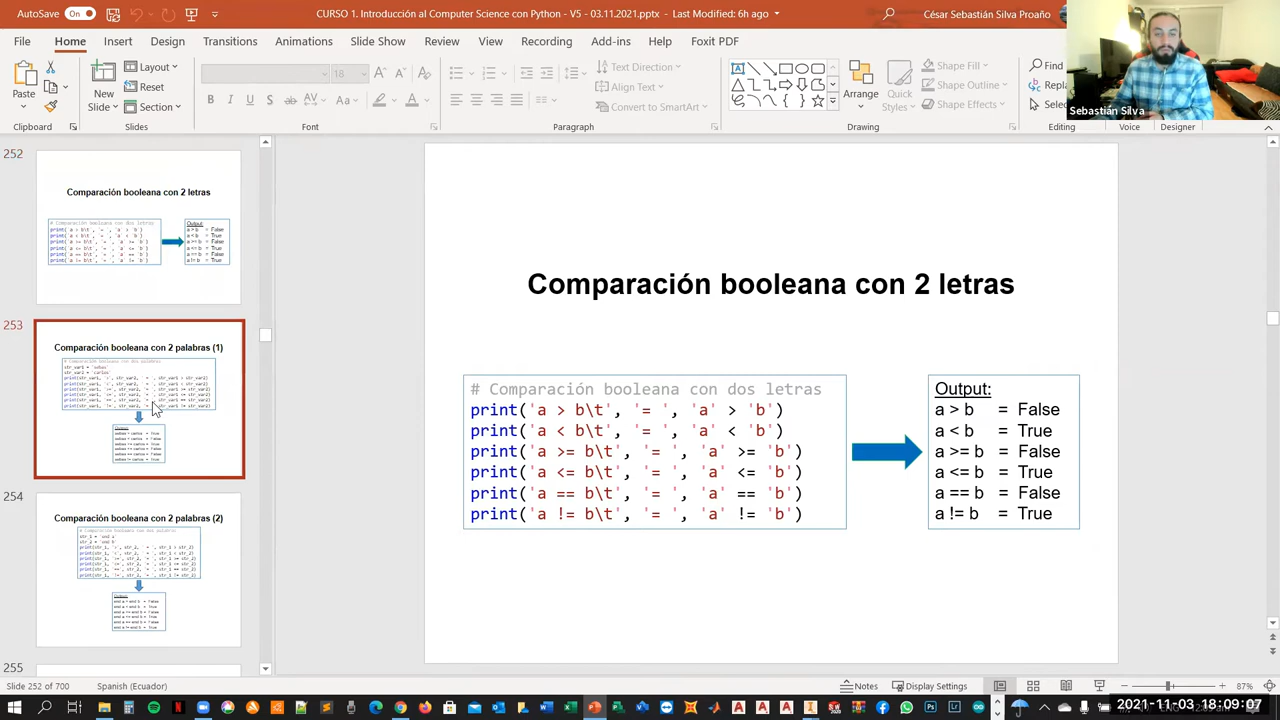 AutoSave On
CURSO 1. Introducción al Computer Science con Python - V5 - 03.11.2021.pptx • Last Modified: 6h ago
César Sebastián Silva Proaño
File Home Insert Design Transitions Animations Slide Show Review View Recording Add-ins Help Foxit PDF
Paste
Clipboard
New
Slide
Layout
Reset
Section
Slides
18
Font
Text Direction
Align Text
Convert to SmartArt
Paragraph
Arrange
Quick
Styles
Shape Fill
Shape Outline
Shape Effects
Drawing
Find
Editing
Voice
Designer
Sebastián Silva
252
Comparación booleana con 2 letras
253
Comparación booleana con 2 palabras (1)
254
Comparación booleana con 2 palabras (2)
255
Comparación booleana con 2 letras
# Comparación booleana con dos letras
print('a > b\t', '= ', 'a' > 'b')
print('a < b\t', '= ', 'a' < 'b')
print('a >= b\t', '= ', 'a' >= 'b')
print('a <= b\t', '= ', 'a' <= 'b')
print('a == b\t', '= ', 'a' == 'b')
print('a != b\t', '= ', 'a' != 'b')
Output:
a > b = False
a < b = True
a >= b = False
a <= b = True
a == b = False
a != b = True
Slide 252 of 700
Spanish (Ecuador)
Notes
Display Settings
87%
2021-11-03 18:09:07